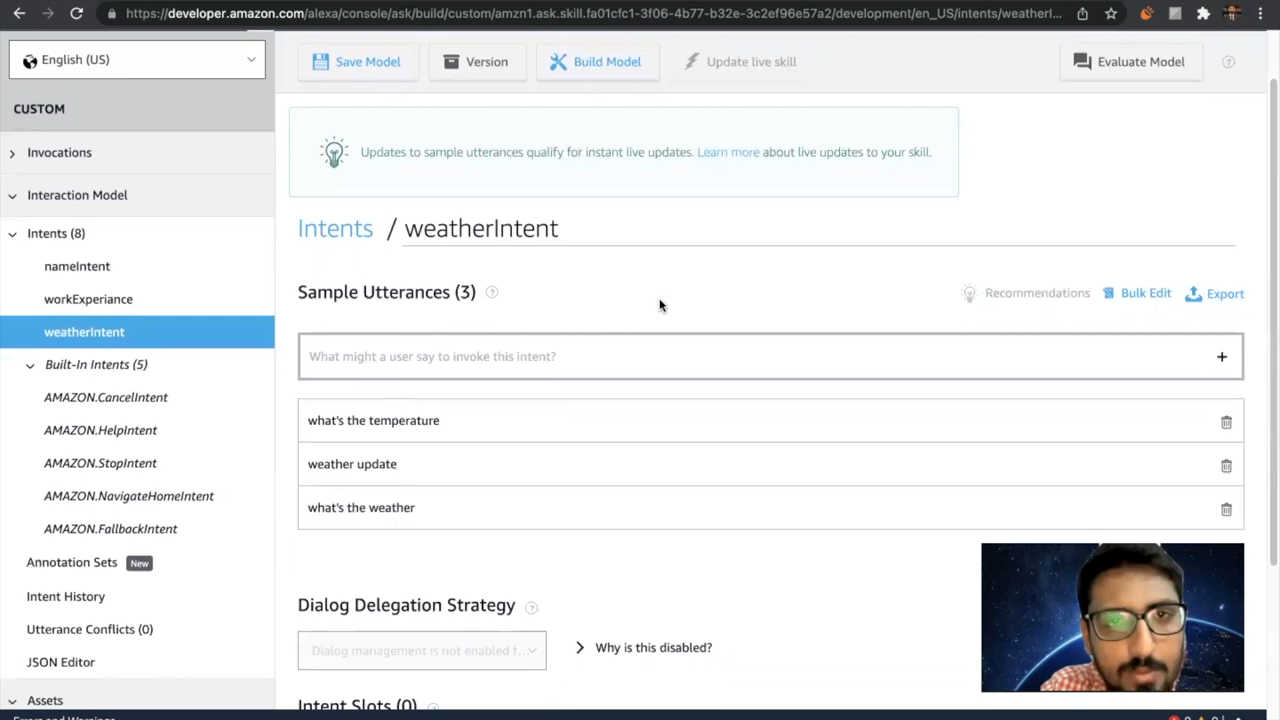 https://developer.amazon.com/alexa/console/ask/build/custom/amzn1.ask.skill.fa01cfc1-3f06-4b77-b32e-3c2ef96e57a2/development/en_US/intents/weatherI...
English (US)
Save Model
Version
Build Model
Update live skill
Evaluate Model
CUSTOM
Updates to sample utterances qualify for instant live updates. Learn more about live updates to your skill.
Invocations
Interaction Model
Intents (8)
nameIntent
workExperiance
weatherIntent
Built-In Intents (5)
AMAZON.CancelIntent
AMAZON.HelpIntent
AMAZON.StopIntent
AMAZON.NavigateHomeIntent
AMAZON.FallbackIntent
Annotation Sets New
Intent History
Utterance Conflicts (0)
JSON Editor
Assets
Intents / weatherIntent
Sample Utterances (3)
Recommendations
Bulk Edit
Export
What might a user say to invoke this intent?
what's the temperature
weather update
what's the weather
Dialog Delegation Strategy
Dialog management is not enabled f...
Why is this disabled?
Intent Slots (0)
Errors and Warnings